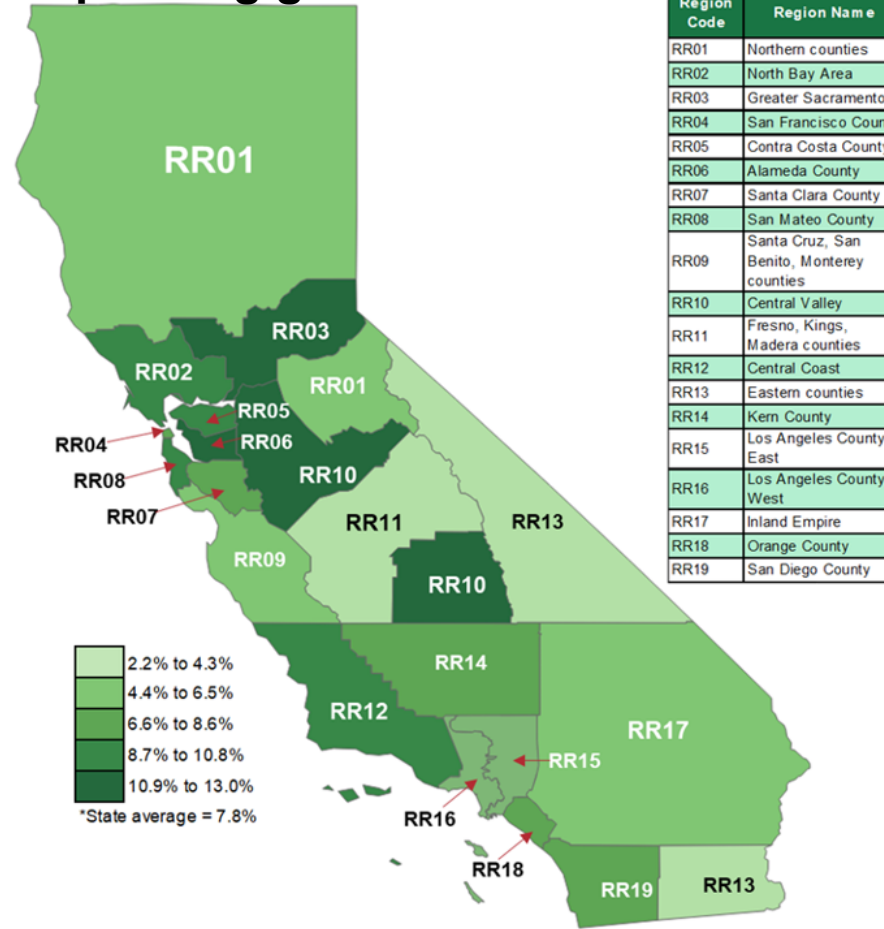 Region Code
Region Name
RR01 Northern counties
RR02 North Bay Area
RR03 Greater Sacramento
RR04 San Francisco
RR05 Contra Costa County
RR06 Alameda County
RR07 Santa Clara County
RR08 San Mateo County
RR09 Santa Cruz, San
Benito, Monterey
counties
RR10 Central Valley
RR11 Fresno, Kings,
Madera counties
RR12 Central Coast
RR13 Eastern counties
RR14 Kern County
RR15 Los Angeles County
East
RR16 Los Angeles County
West
RR17 Inland Empire
RR18 Orange County
RR19 San Diego County
RR01
RR03
RR02
RR01
RR05
RR04
RR06
RR08
RR10
RR07
RR11
RR13
RR09
RR10
RR14
RR12
RR17
RR15
RR16
RR18
RR19
RR13
2.2% to 4.3%
4.4% to 6.5%
6.6% to 8.6%
8.7% to 10.8%
10.9% to 13.0%
*State average = 7.8%